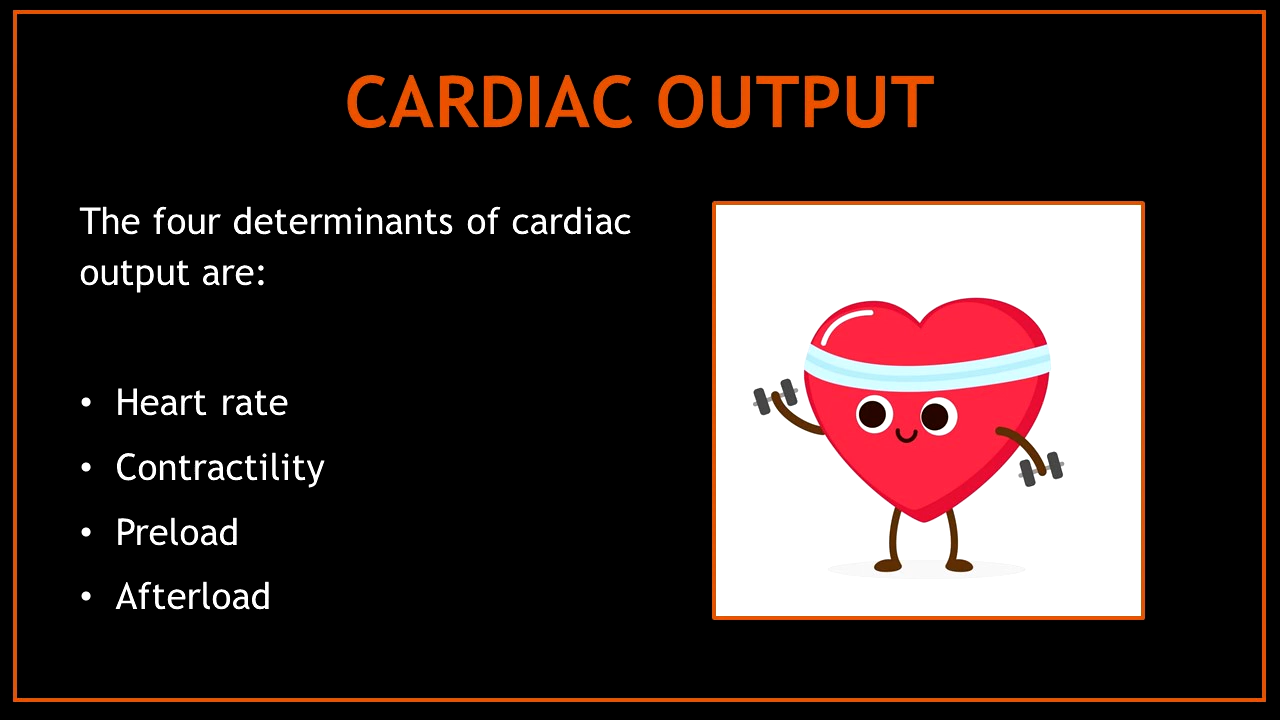 CARDIAC OUTPUT
The four determinants of cardiac
output are:
• Heart rate
• Contractility
• Preload
• Afterload